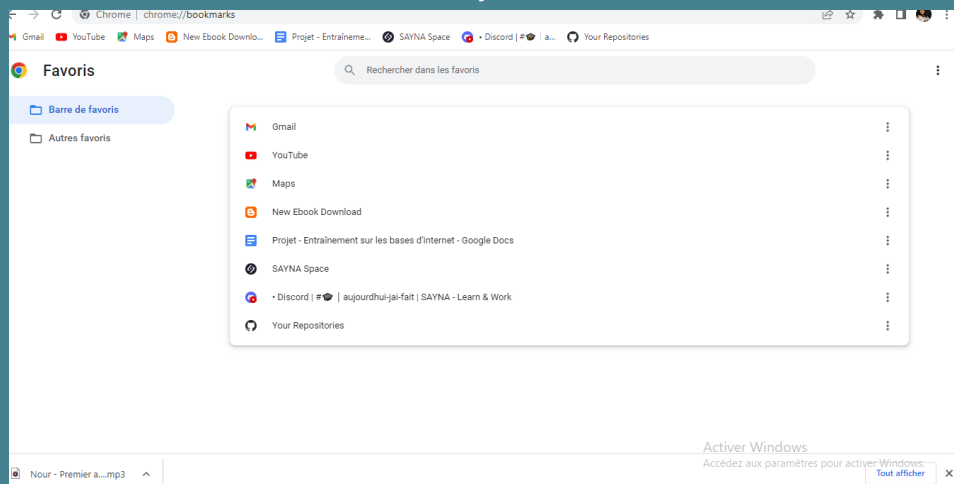 Chrome | chrome://bookmarks
Gmail YouTube Maps New Ebook Downlo... Projet - Entraîneme... SAYNA Space • Discord | #🎓 | a... Your Repositories
Favoris
Rechercher dans les favoris
Barre de favoris
Autres favoris
Gmail
YouTube
Maps
New Ebook Download
Projet - Entraînement sur les bases d'internet - Google Docs
SAYNA Space
• Discord | #🎓 | aujourdhui-jai-fait | SAYNA - Learn & Work
Your Repositories
Activer Windows
Accédez aux paramètres pour activer Windows.
Nour - Premier a....mp3
Tout afficher